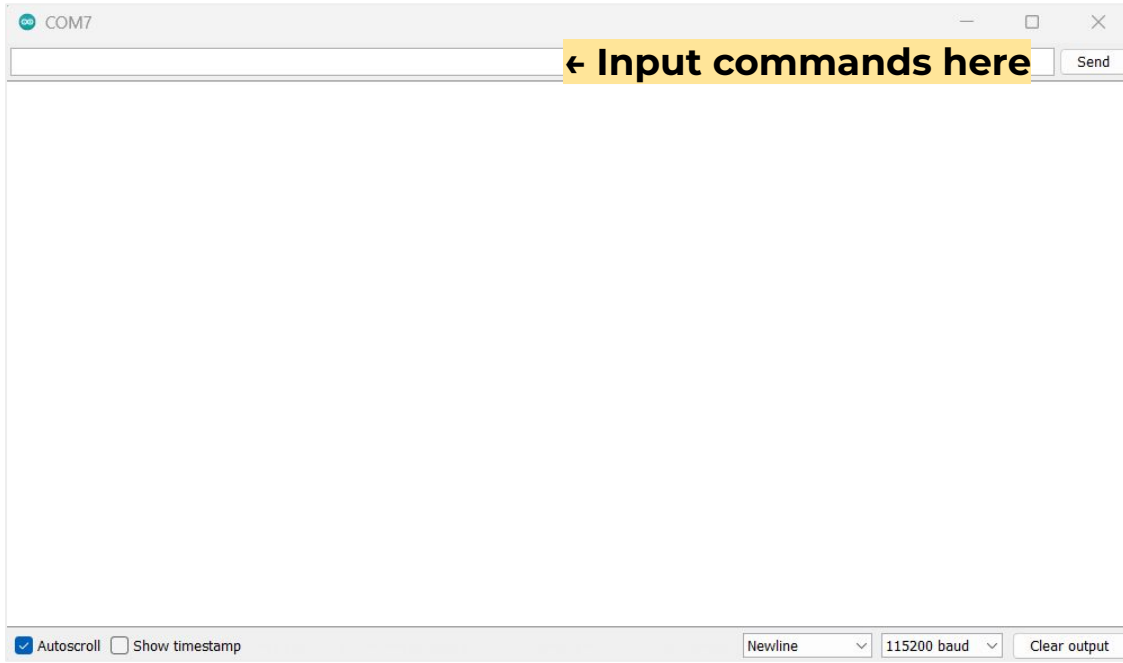 COM7
← Input commands here
Send
Autoscroll Show timestamp Newline 115200 baud Clear output